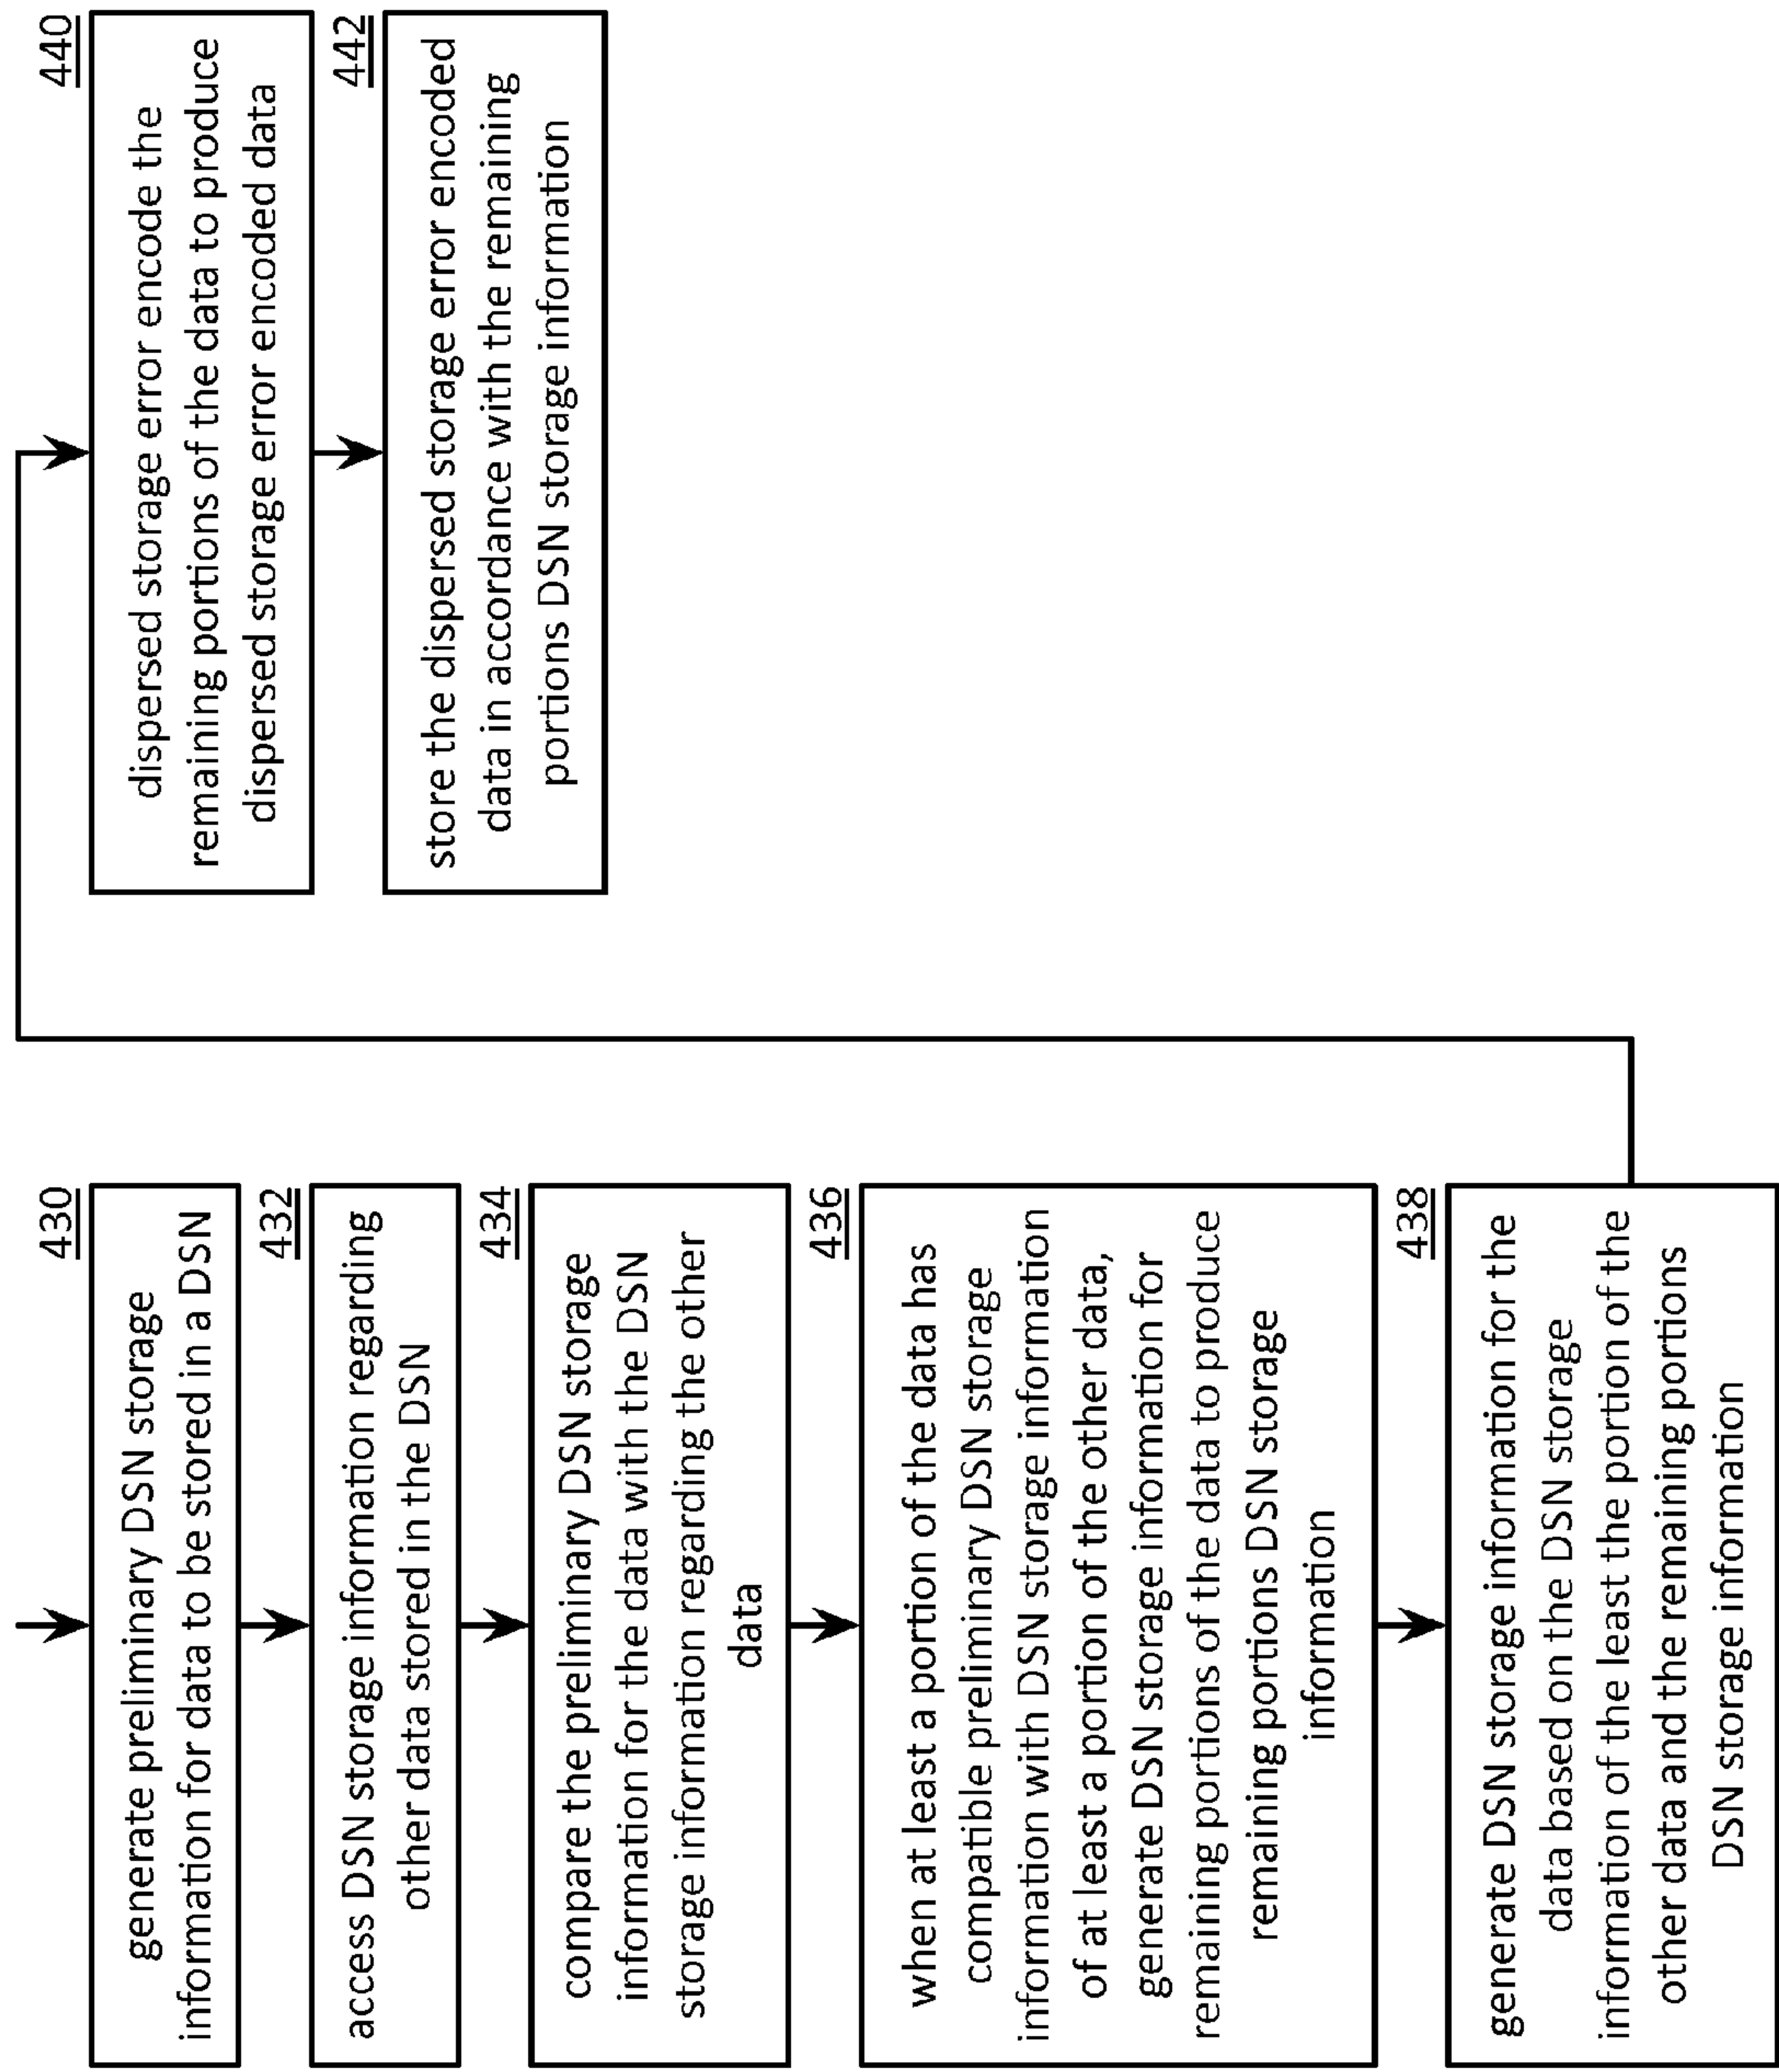 430
generate preliminary DSN storage
information for data to be stored in a DSN
432
access DSN storage information regarding
other data stored in the DSN
434
compare the preliminary DSN storage
information for the data with the DSN
storage information regarding the other
data
436
when at least a portion of the data has
compatible preliminary DSN storage
information with DSN storage information
of at least a portion of the other data,
generate DSN storage information for
remaining portions of the data to produce
remaining portions DSN storage
information
438
generate DSN storage information for the
data based on the DSN storage
information of the least the portion of the
other data and the remaining portions
DSN storage information
440
dispersed storage error encode the
remaining portions of the data to produce
dispersed storage error encoded data
442
store the dispersed storage error encoded
data in accordance with the remaining
portions DSN storage information